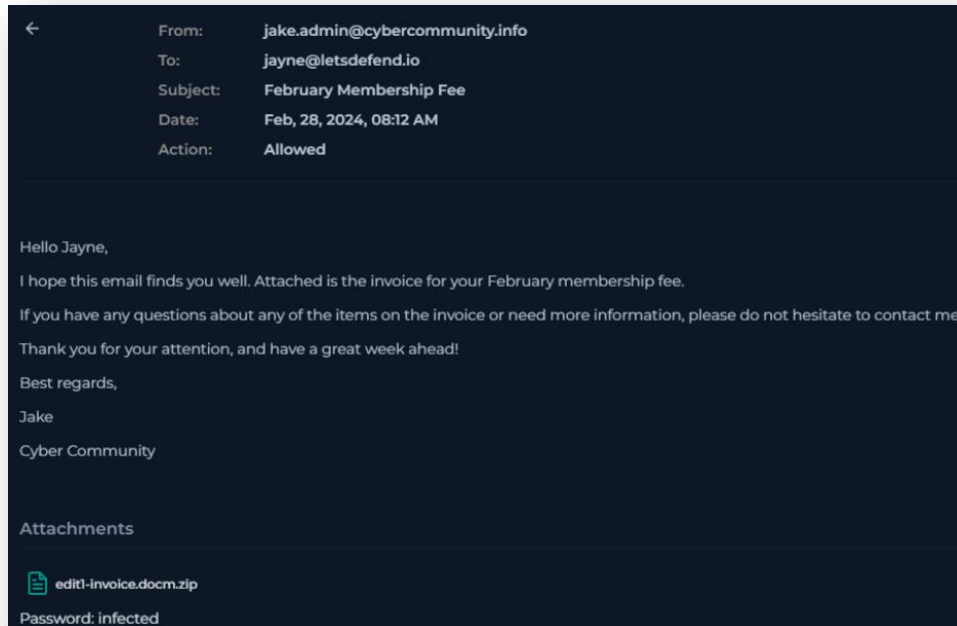 From: jake.admin@cybercommunity.info
To: jayne@letsdefend.io
Subject: February Membership Fee
Date: Feb, 28, 2024, 08:12 AM
Action: Allowed
Hello Jayne,
I hope this email finds you well. Attached is the invoice for your February membership fee.
If you have any questions about any of the items on the invoice or need more information, please do not hesitate to contact me
Thank you for your attention, and have a great week ahead!
Best regards,
Jake
Cyber Community
Attachments
edit1-invoice.docm.zip
Password: infected